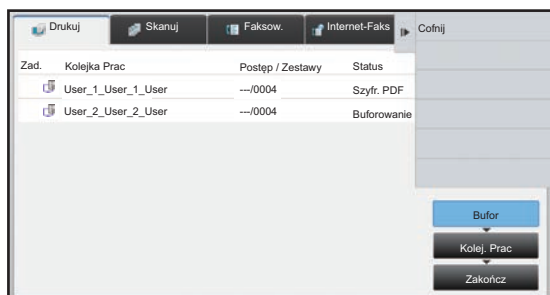 Drukuj Skanuj Faksow. Internet-Faks Cofnij
Zad. Kolejka Prac Postęp / Zestawy Status
User_1_User_1_User ---/0004 Szyfr. PDF
User_2_User_2_User ---/0004 Buforowanie
Bufor
Kolej. Prac
Zakończ